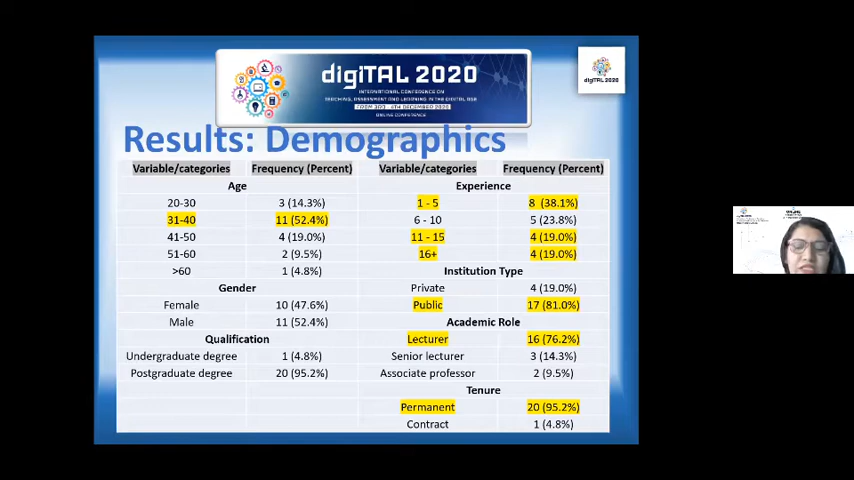 digiTAL 2020
INTERNATIONAL CONFERENCE ON
TEACHING, ASSESSMENT AND LEARNING IN THE DIGITAL AGE
FROM 3RD - 4TH DECEMBER 2020
ONLINE CONFERENCE
digiTAL 2020
Results: Demographics
Variable/categories Frequency (Percent) Variable/categories Frequency (Percent)
Age Experience
20-30 3 (14.3%) 1 - 5 8 (38.1%)
31-40 11 (52.4%) 6 - 10 5 (23.8%)
41-50 4 (19.0%) 11 - 15 4 (19.0%)
51-60 2 (9.5%) 16+ 4 (19.0%)
>60 1 (4.8%) Institution Type
Gender Private 4 (19.0%)
Female 10 (47.6%) Public 17 (81.0%)
Male 11 (52.4%) Academic Role
Qualification Lecturer 16 (76.2%)
Undergraduate degree 1 (4.8%) Senior lecturer 3 (14.3%)
Postgraduate degree 20 (95.2%) Associate professor 2 (9.5%)
Tenure
Permanent 20 (95.2%)
Contract 1 (4.8%)